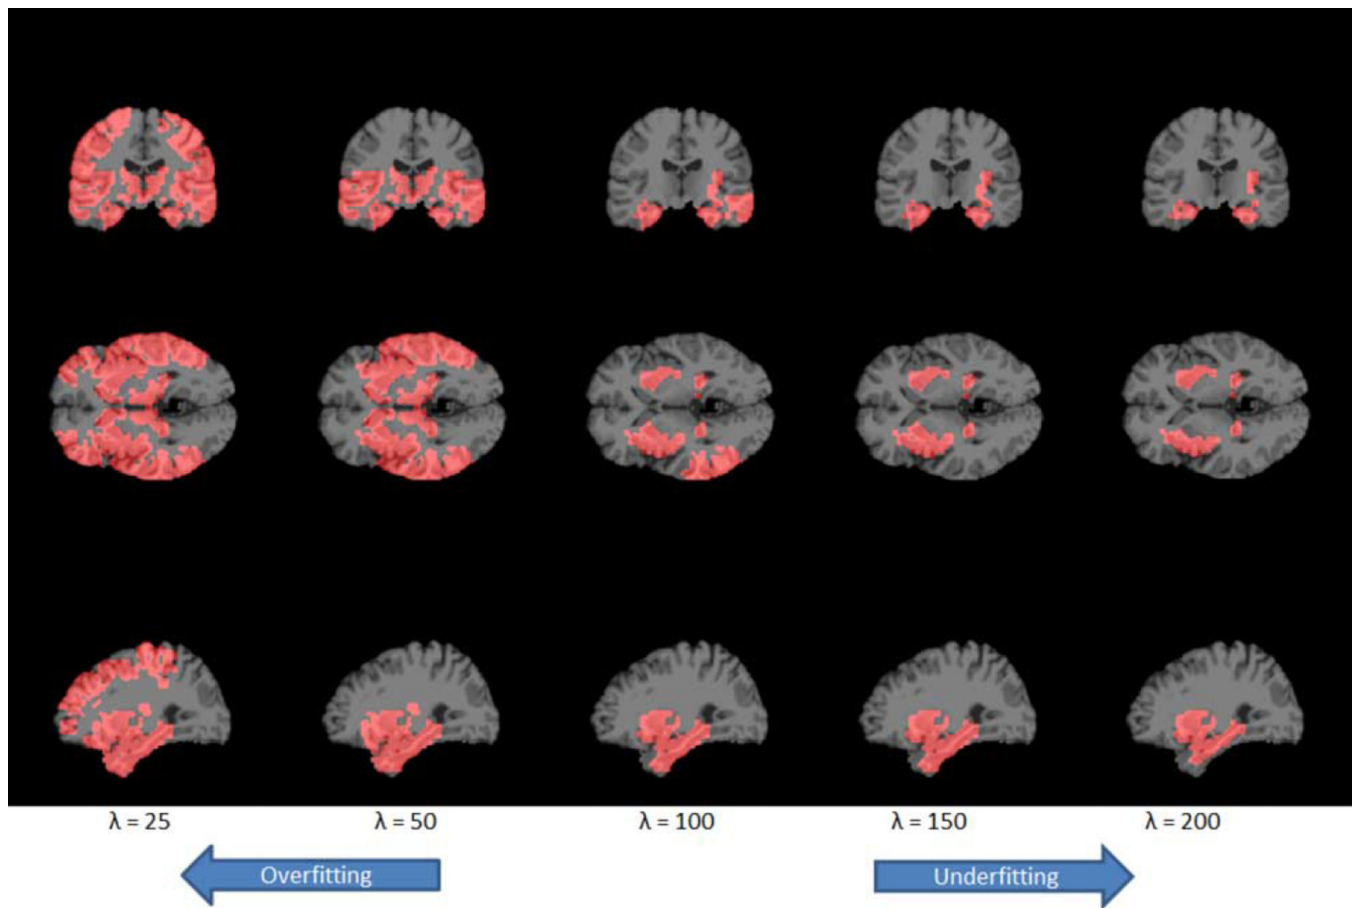 λ = 25 λ = 50 λ = 100 λ = 150 λ = 200
Overfitting Underfitting